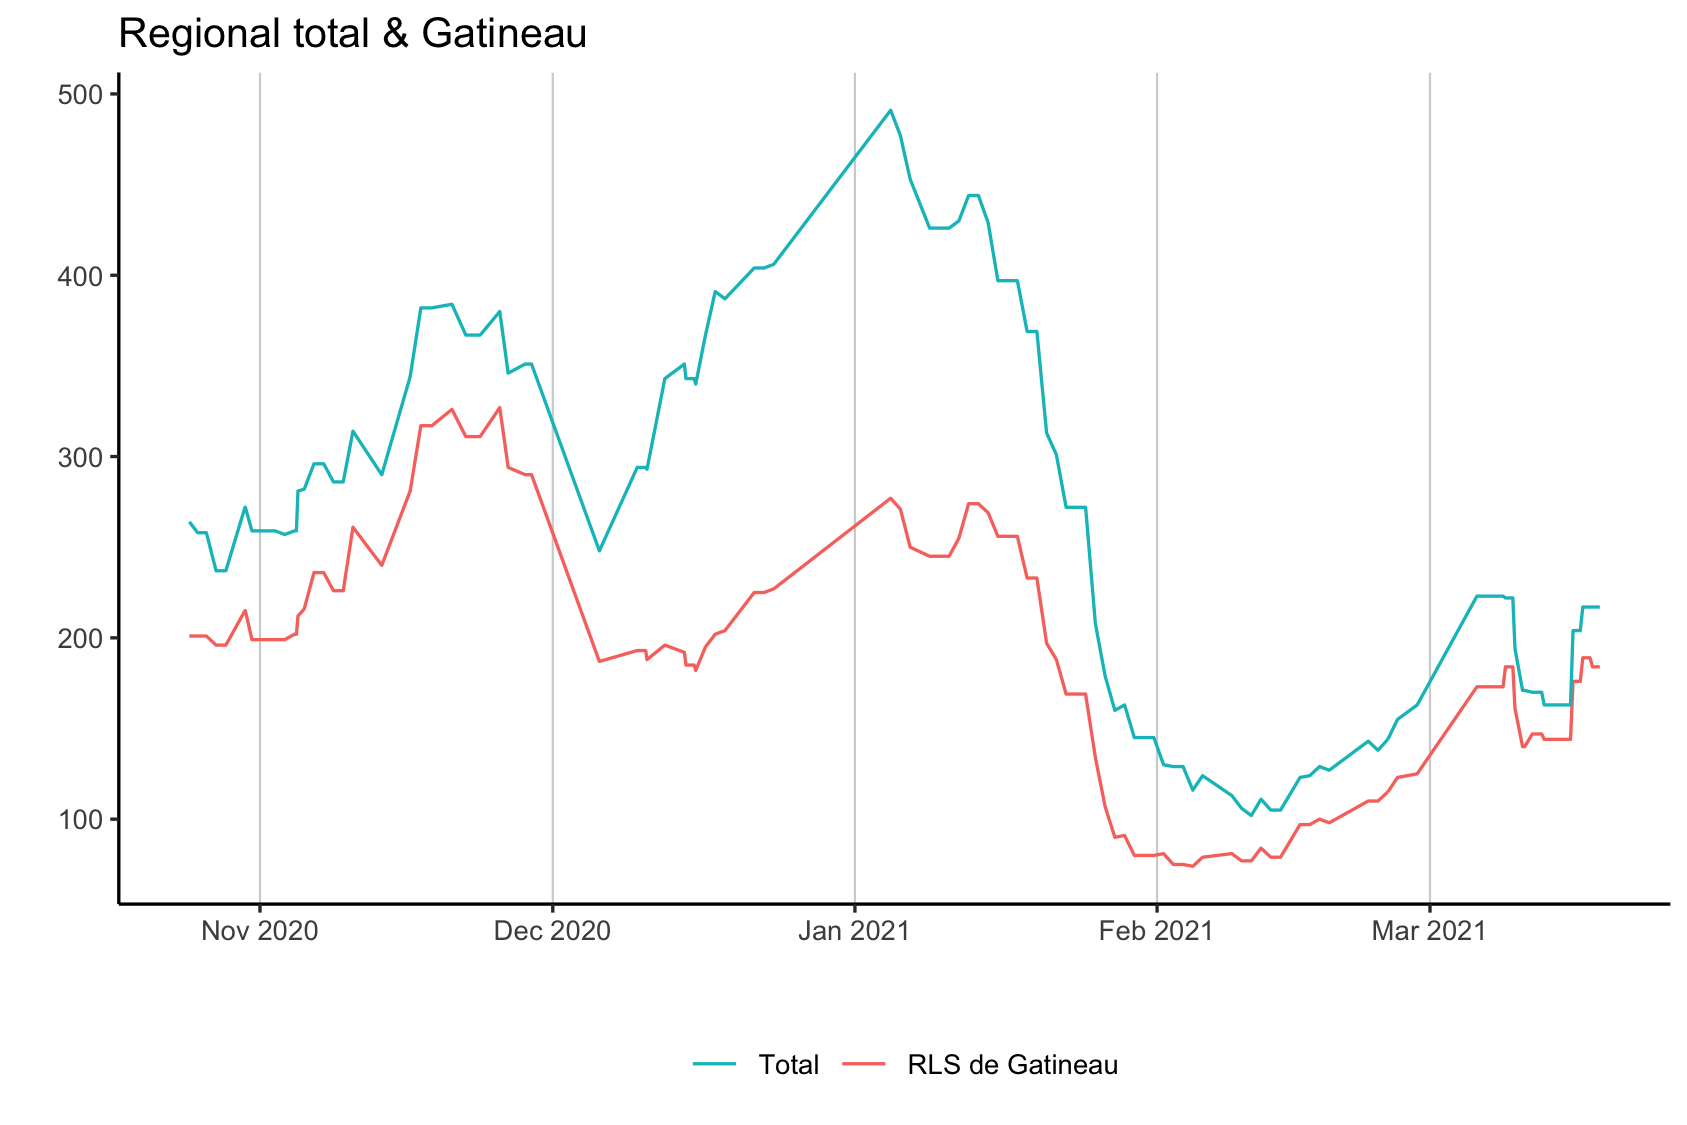 Regional total & Gatineau
500
400
300
200
100
Nov 2020 Dec 2020 Jan 2021 Feb 2021 Mar 2021
Total RLS de Gatineau